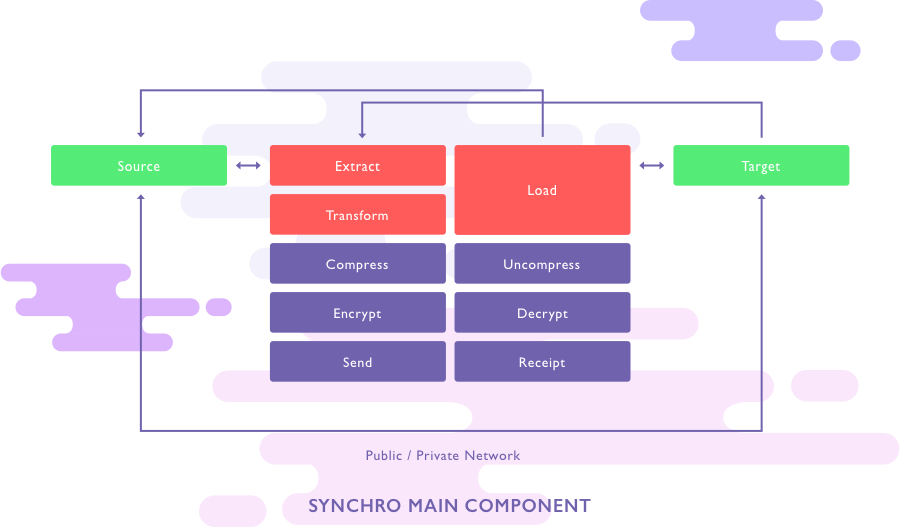 Source
Extract
Load
Target
Transform
Compress
Uncompress
Encrypt
Decrypt
Send
Receipt
Public / Private Network
SYNCHRO MAIN COMPONENT